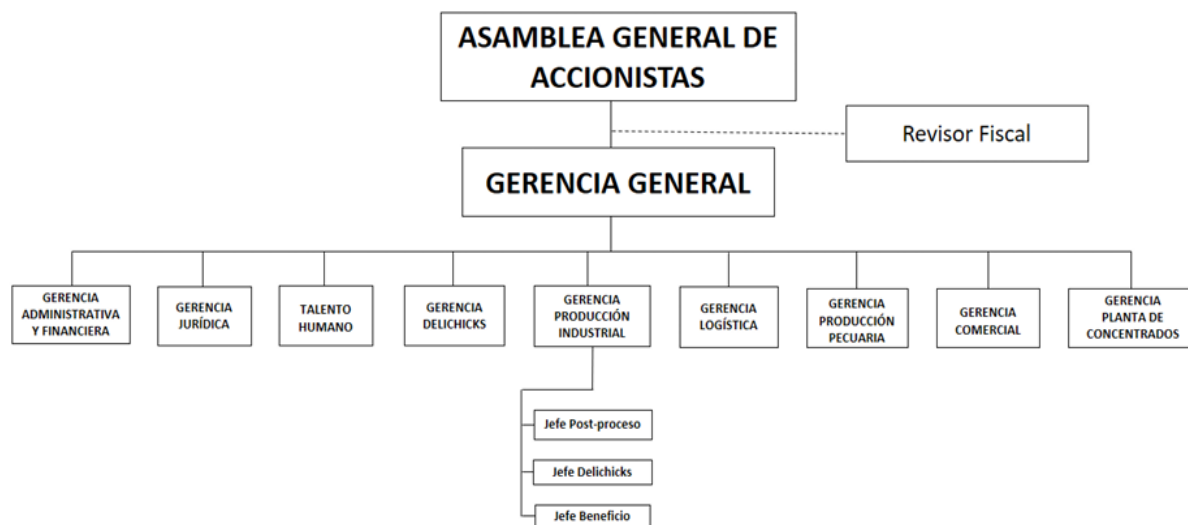 ASAMBLEA GENERAL DE
ACCIONISTAS
Revisor Fiscal
GERENCIA GENERAL
GERENCIA
ADMINISTRATIVA
Y FINANCIERA
GERENCIA
JURÍDICA
TALENTO
HUMANO
GERENCIA
DELICHICKS
GERENCIA
PRODUCCIÓN
INDUSTRIAL
GERENCIA
LOGÍSTICA
GERENCIA
PRODUCCIÓN
PECUARIA
GERENCIA
COMERCIAL
GERENCIA
PLANTA DE
CONCENTRADOS
Jefe Post-proceso
Jefe Delichicks
Jefe Beneficio